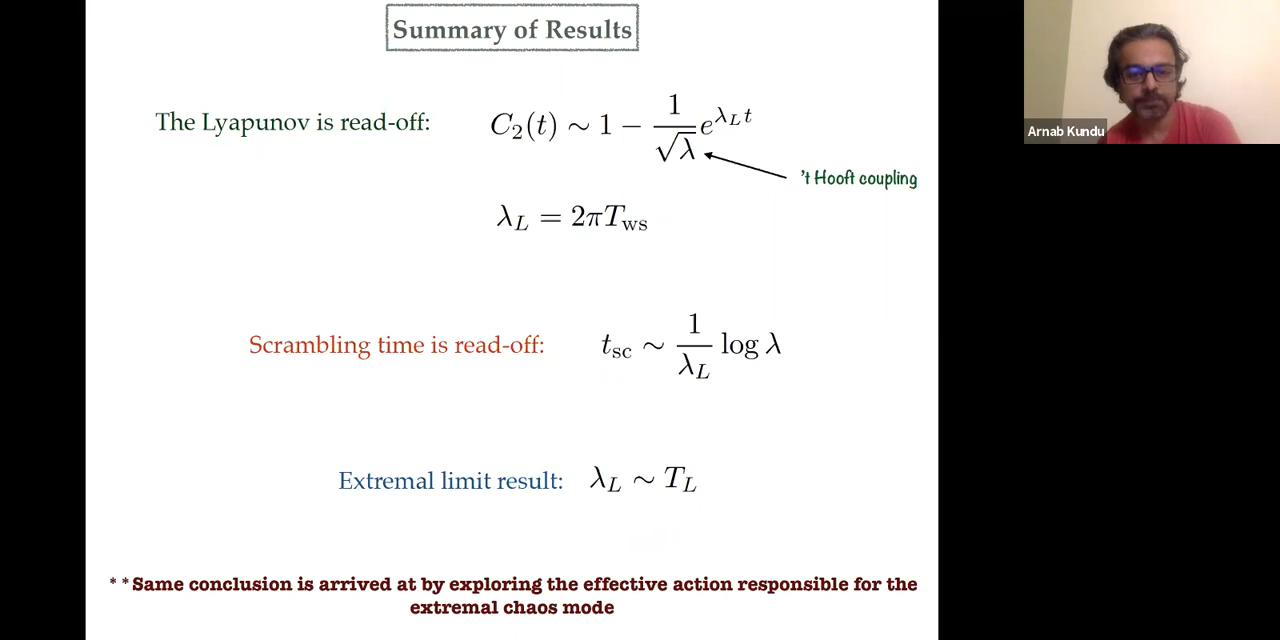 Summary of Results
The Lyapunov is read-off: C₂(t) ∼ 1 − 1/√λ e^{λ_L t}
't Hooft coupling
λ_L = 2πT_ws
Scrambling time is read-off: t_sc ∼ 1/λ_L log λ
Extremal limit result: λ_L ∼ T_L
**Same conclusion is arrived at by exploring the effective action responsible for the
extremal chaos mode
Arnab Kundu